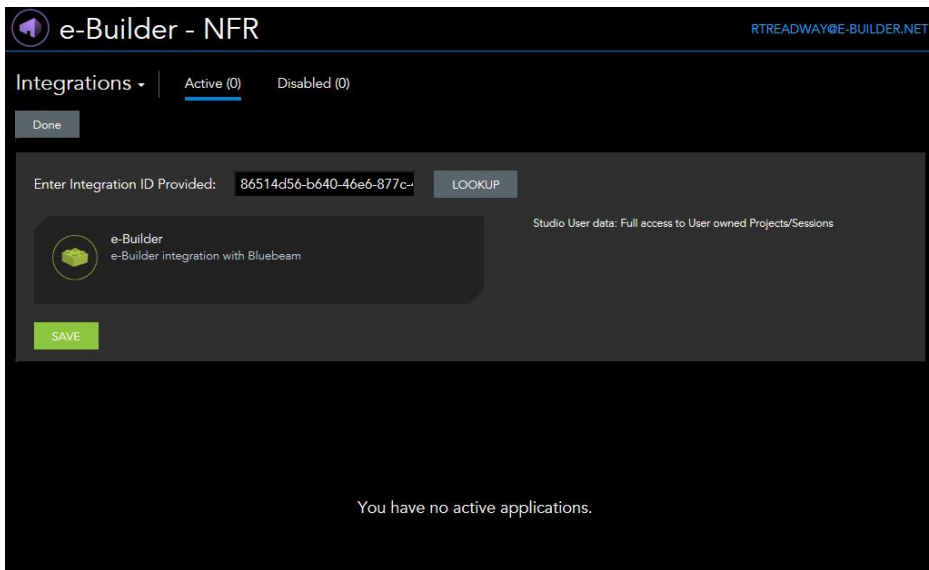 e-Builder - NFR
RTREADWAY@E-BUILDER.NET
Integrations
Active (0)
Disabled (0)
Done
Enter Integration ID Provided:
86514d56-b640-46e6-877c-
LOOKUP
Studio User data: Full access to User owned Projects/Sessions
e-Builder
e-Builder integration with Bluebeam
SAVE
You have no active applications.